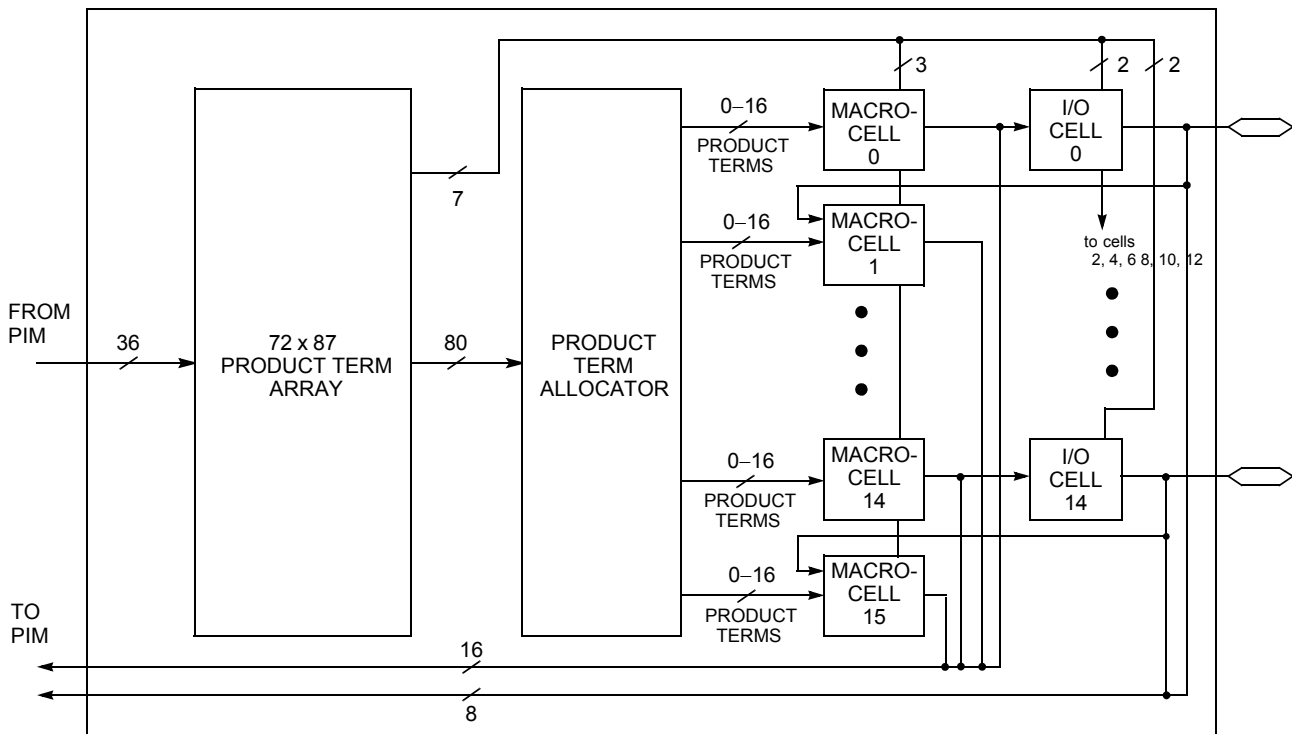 3
2
2
0–16
PRODUCT
TERMS
MACRO-
CELL
0
I/O
CELL
0
7
0–16
PRODUCT
TERMS
MACRO-
CELL
1
to cells
2, 4, 6 8, 10, 12
FROM
PIM
36
72 x 87
PRODUCT TERM
ARRAY
80
PRODUCT
TERM
ALLOCATOR
0–16
PRODUCT
TERMS
MACRO-
CELL
14
I/O
CELL
14
0–16
PRODUCT
TERMS
MACRO-
CELL
15
TO
PIM
16
8